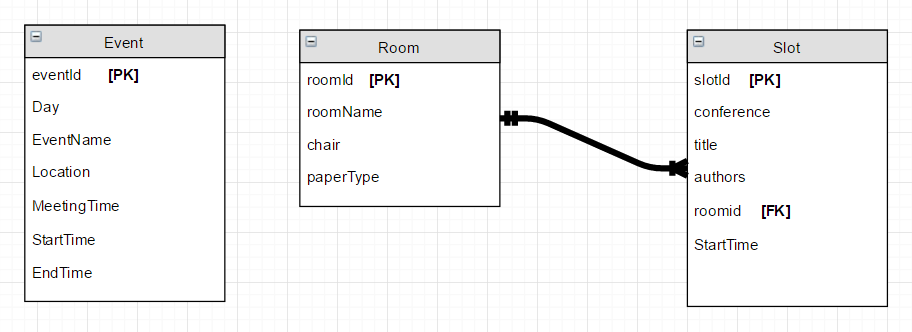 Event
eventId [PK]
Day
EventName
Location
MeetingTime
StartTime
EndTime
Room
roomId [PK]
roomName
chair
paperType
Slot
slotId [PK]
conference
title
authors
roomid [FK]
StartTime